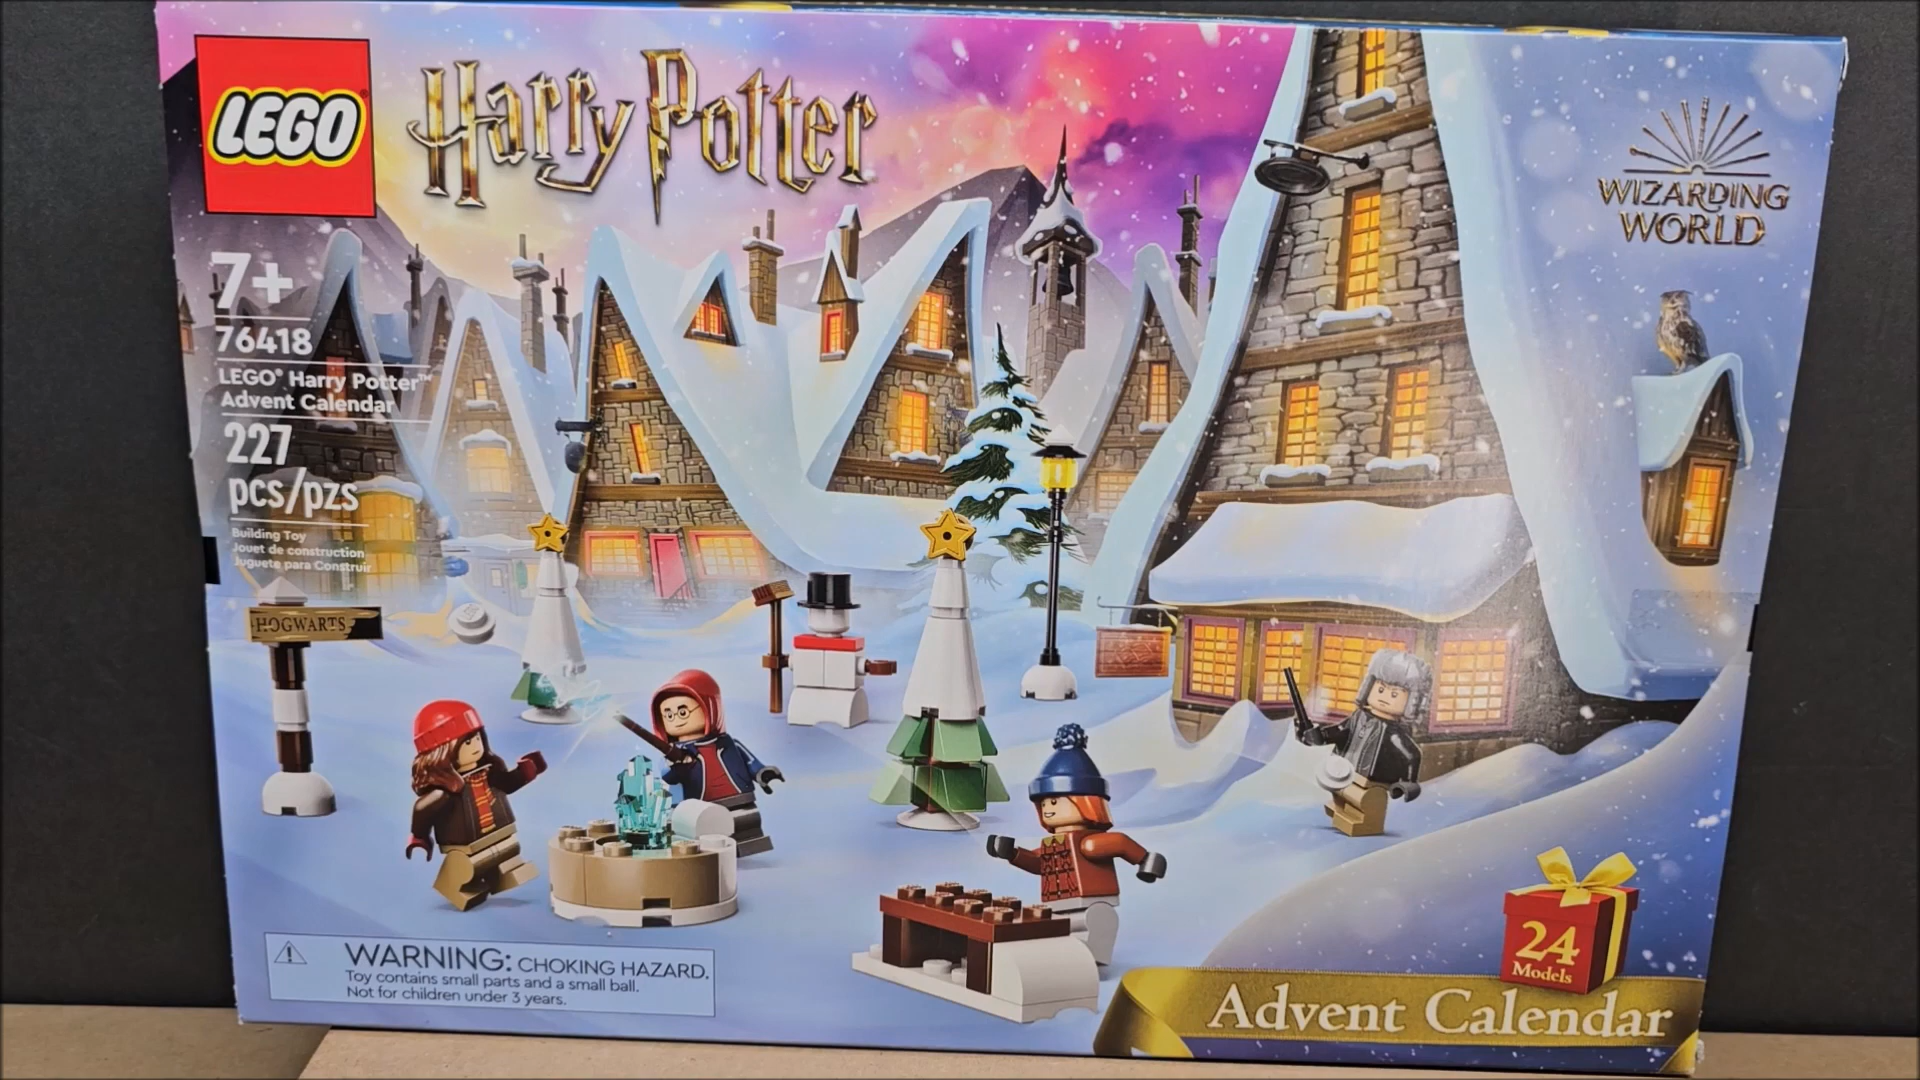 LEGO
Harry Potter
WIZARDING
WORLD
7+
76418
LEGO® Harry Potter™
Advent Calendar
227
pcs/pzs
Building Toy
Jouet de construction
Juguete para Construir
HOGWARTS
WARNING: CHOKING HAZARD.
Toy contains small parts and a small ball.
Not for children under 3 years.
24
Models
Advent Calendar